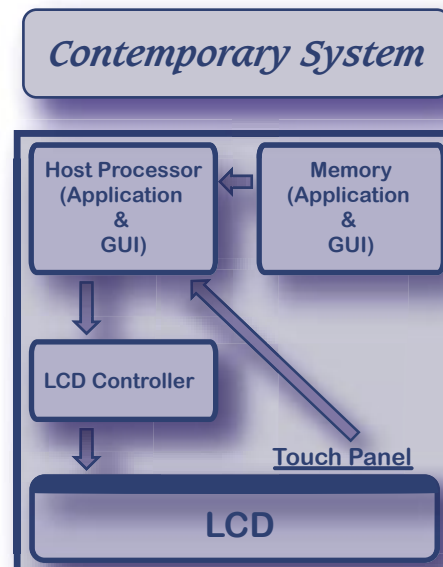 Contemporary System
Host Processor
(Application
&
GUI)
Memory
(Application
&
GUI)
LCD Controller
Touch Panel
LCD